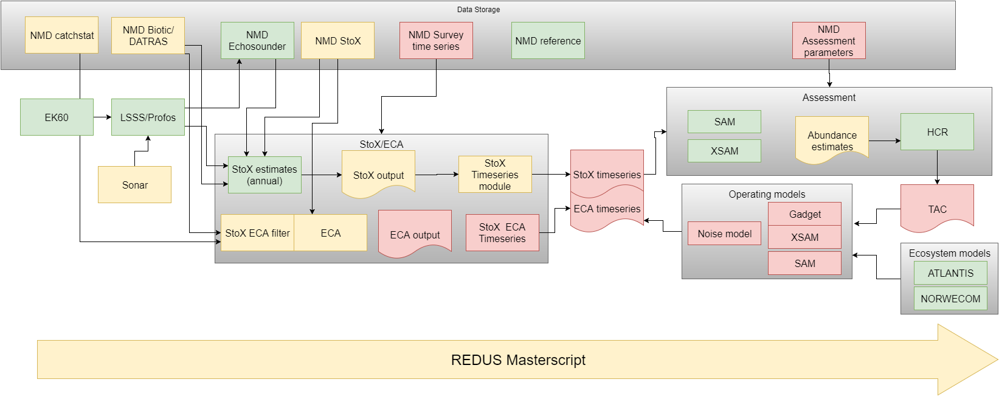 Data Storage
NMD catchstat
NMD Biotic/
DATRAS
NMD
Echosounder
NMD StoX
NMD Survey
time series
NMD reference
NMD
Assessment
parameters
EK60
LSSS/Profos
Sonar
StoX/ECA
StoX estimates
(annual)
StoX output
StoX
Timeseries
module
StoX ECA filter
ECA
ECA output
StoX ECA
Timeseries
StoX timeseries
ECA timeseries
Assessment
SAM
XSAM
Abundance
estimates
HCR
Operating models
Noise model
Gadget
XSAM
SAM
TAC
Ecosystem models
ATLANTIS
NORWECOM
REDUS Masterscript